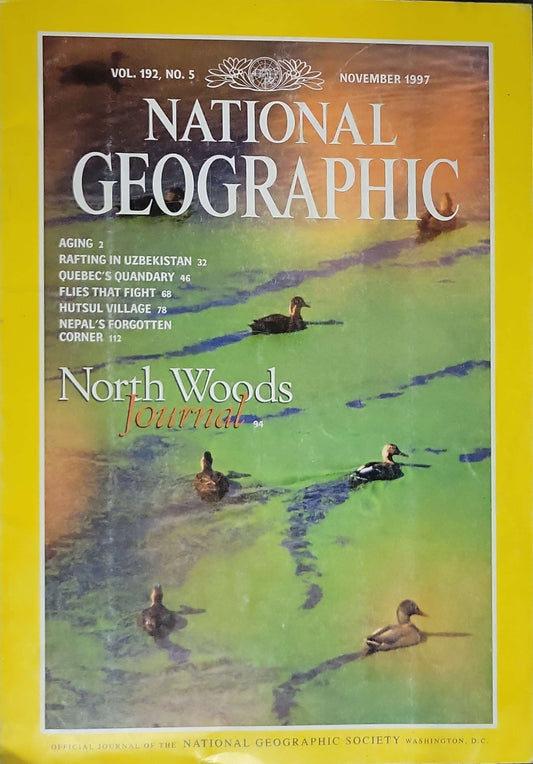 VOL. 192, NO. 5 NOVEMBER 1997
NATIONAL
GEOGRAPHIC
AGING 2
RAFTING IN UZBEKISTAN 32
QUEBEC'S QUANDARY 46
FLIES THAT FIGHT 68
HUTSUL VILLAGE 78
NEPAL'S FORGOTTEN
CORNER 112
North Woods
Journal 94
OFFICIAL JOURNAL OF THE NATIONAL GEOGRAPHIC SOCIETY WASHINGTON, D.C.